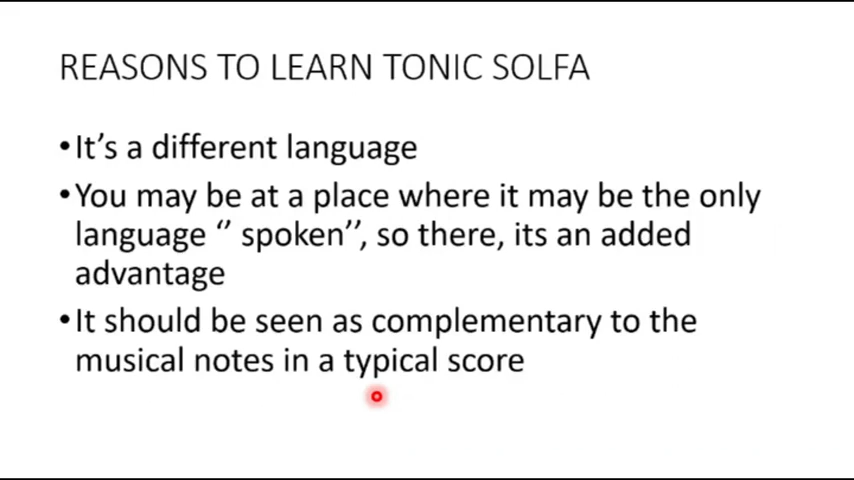 REASONS TO LEARN TONIC SOLFA
•It’s a different language
•You may be at a place where it may be the only
language ‘’ spoken’’, so there, its an added
advantage
•It should be seen as complementary to the
musical notes in a typical score